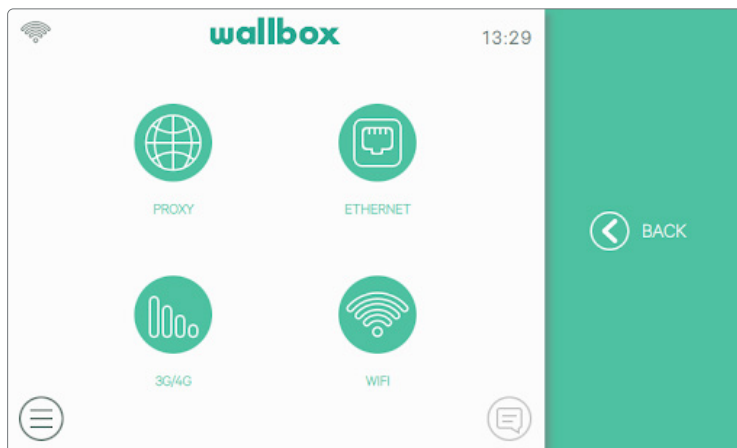 wallbox
13:29
PROXY
ETHERNET
BACK
3G/4G
WIFI